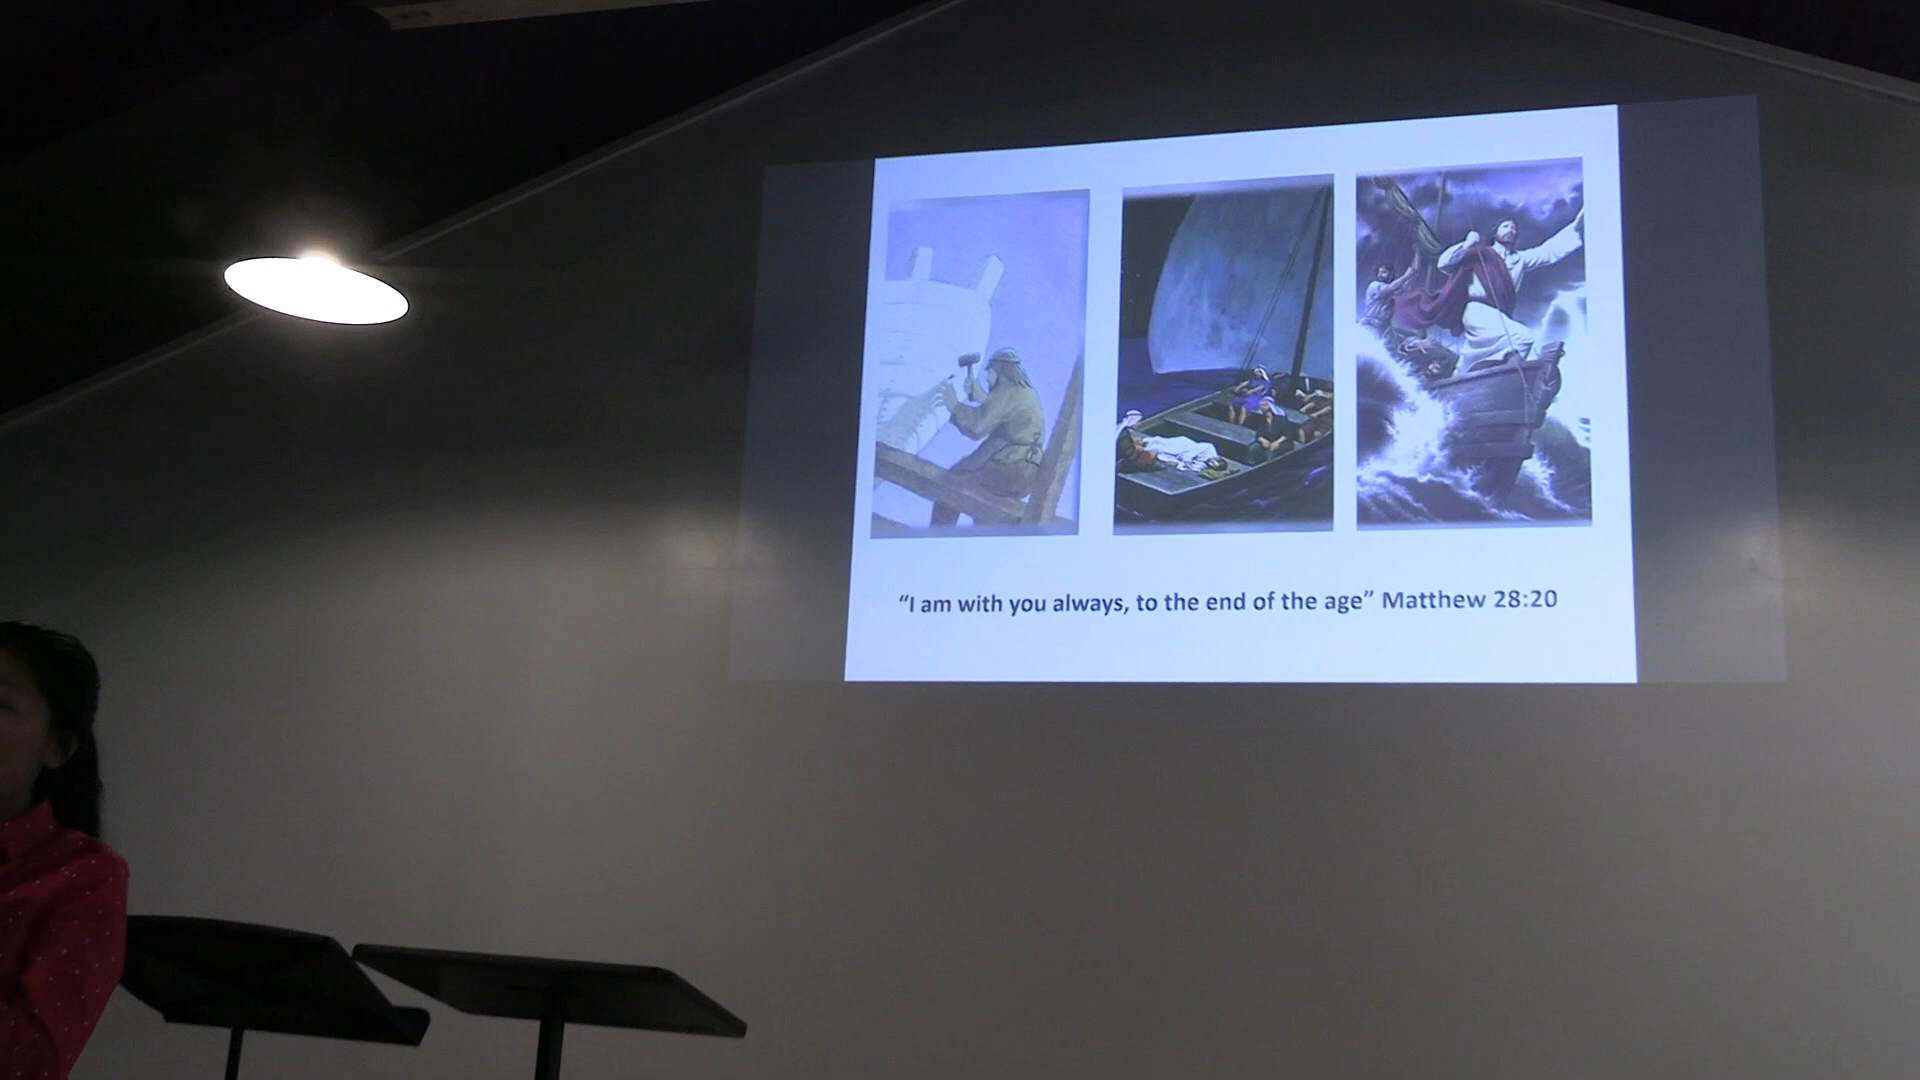 “I am with you always, to the end of the age” Matthew 28:20